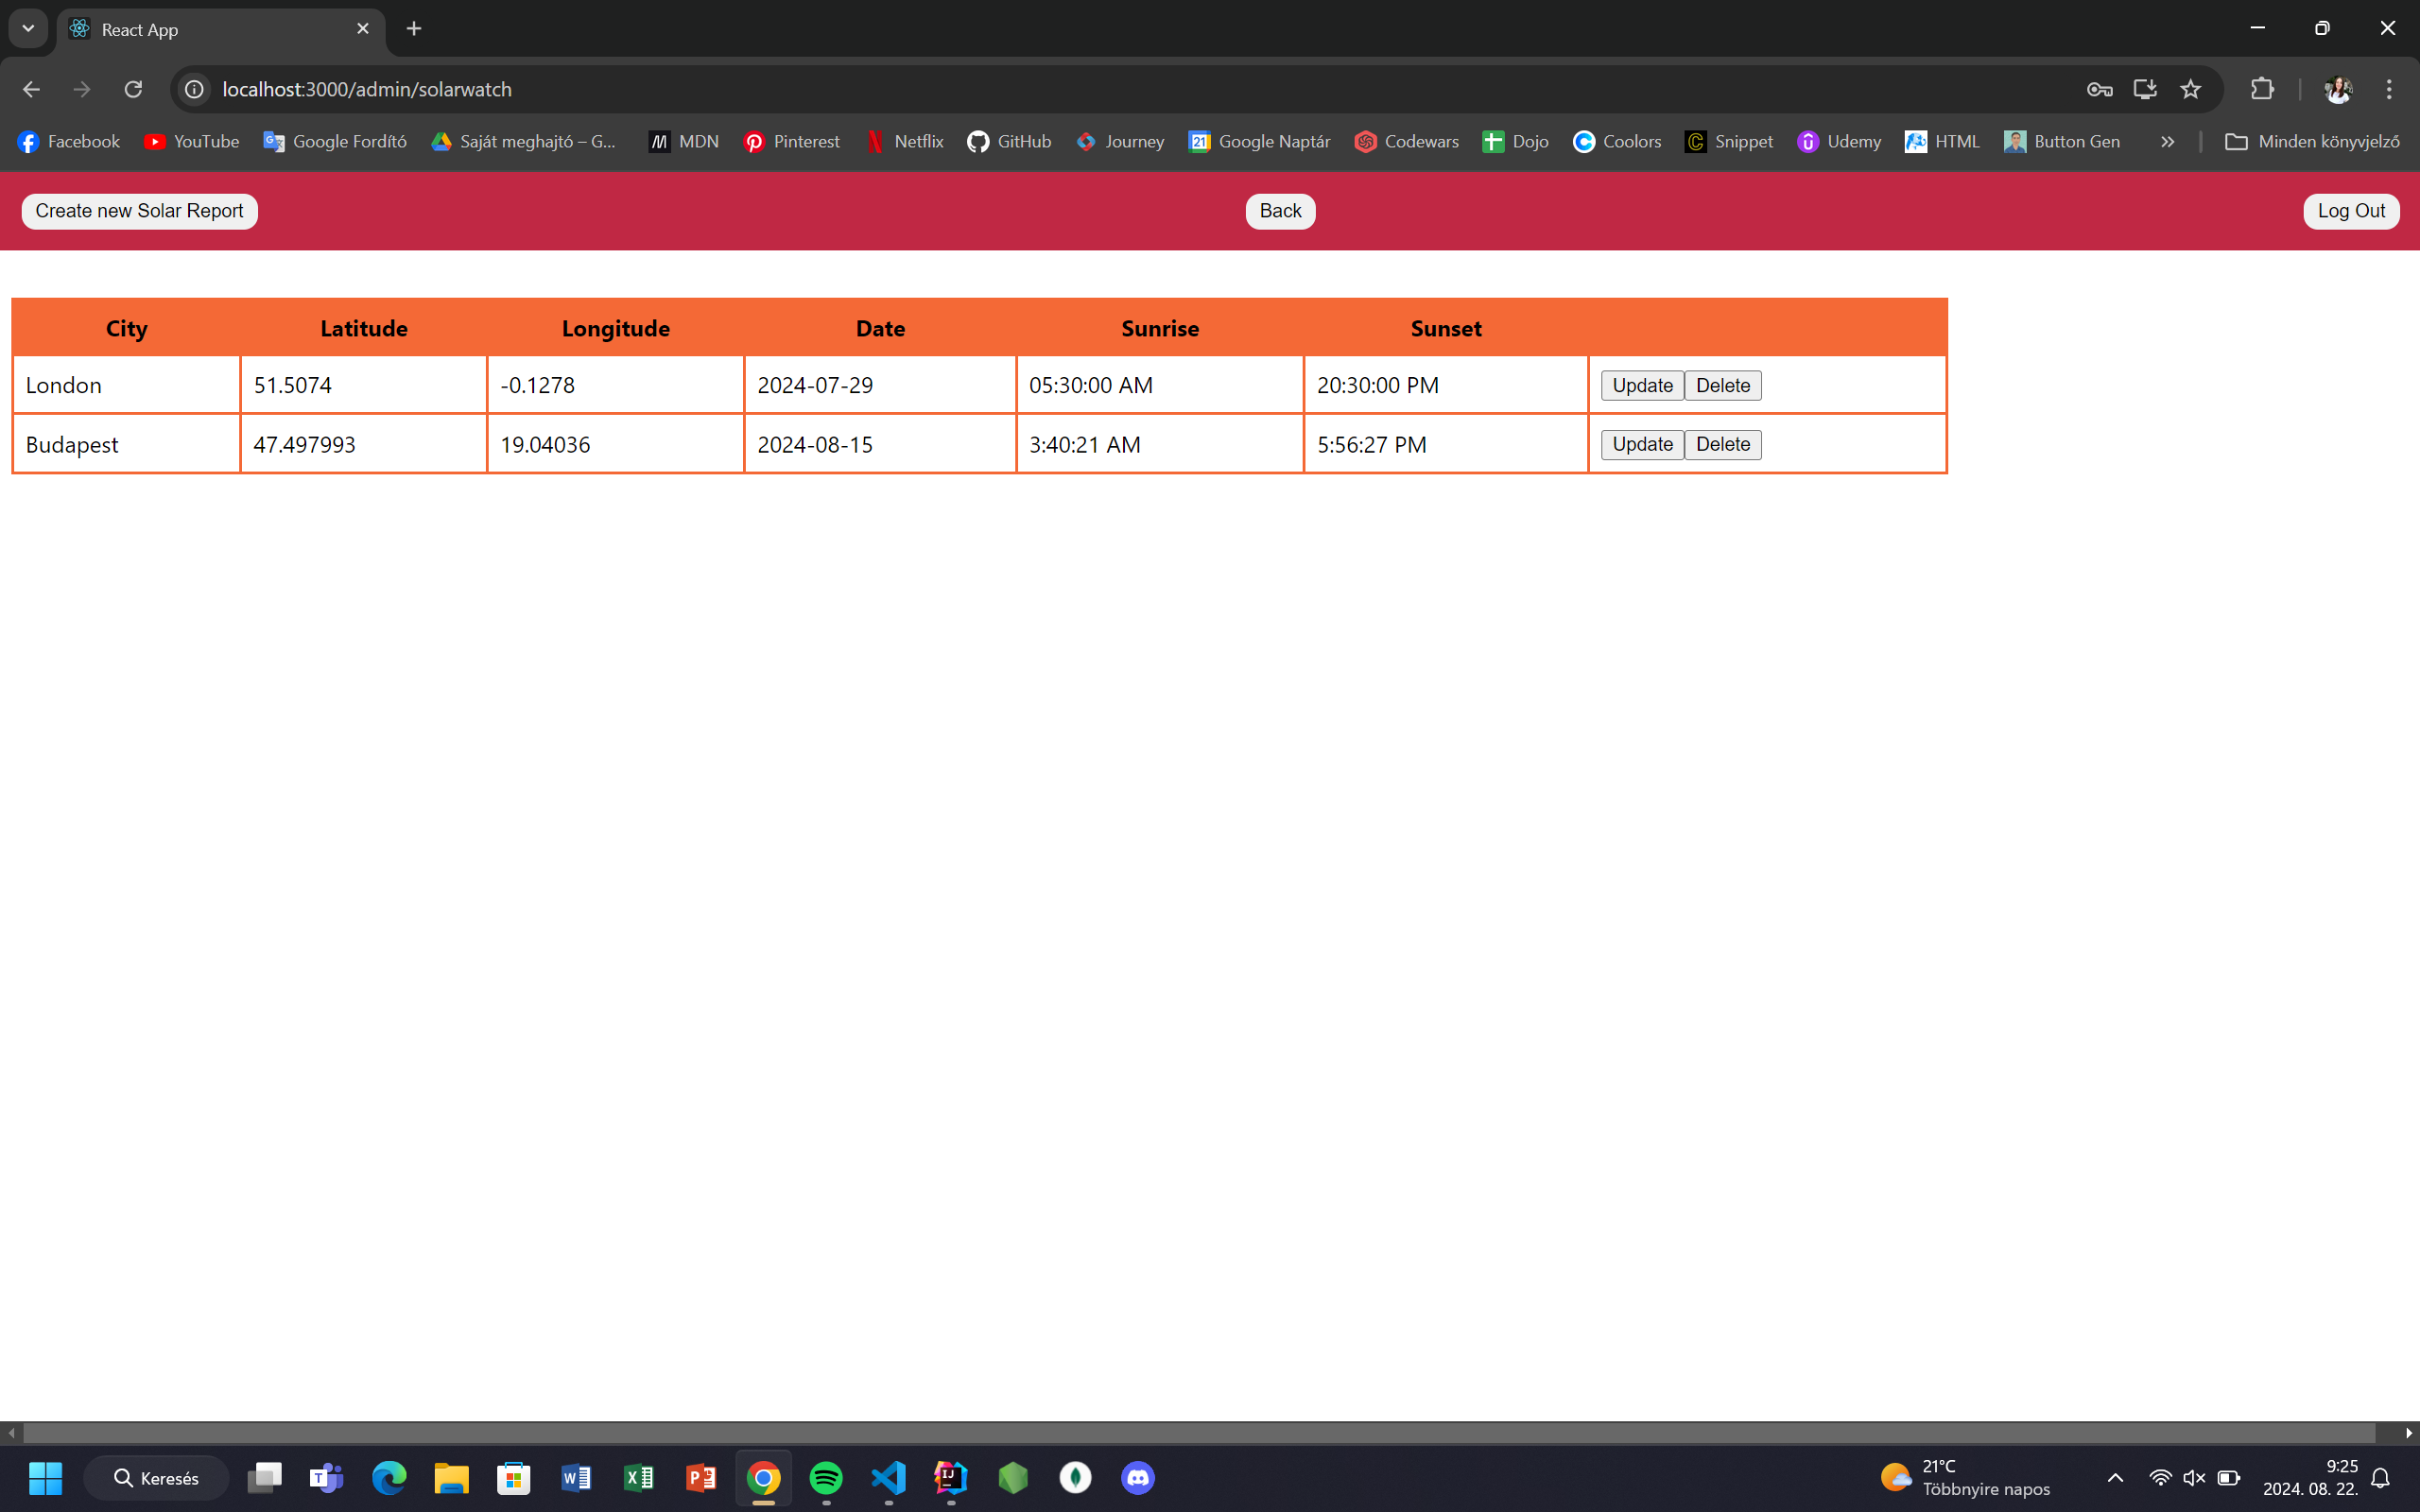 React App
localhost:3000/admin/solarwatch
Facebook YouTube Google Fordító Saját meghajtó – G... MDN Pinterest Netflix GitHub Journey Google Naptár Codewars Dojo Coolors Snippet Udemy HTML Button Gen » Minden könyvjelző
Create new Solar Report Back Log Out
City Latitude Longitude Date Sunrise Sunset
London 51.5074 -0.1278 2024-07-29 05:30:00 AM 20:30:00 PM Update Delete
Budapest 47.497993 19.04036 2024-08-15 3:40:21 AM 5:56:27 PM Update Delete
Keresés
21°C
Többnyire napos
9:25
2024. 08. 22.